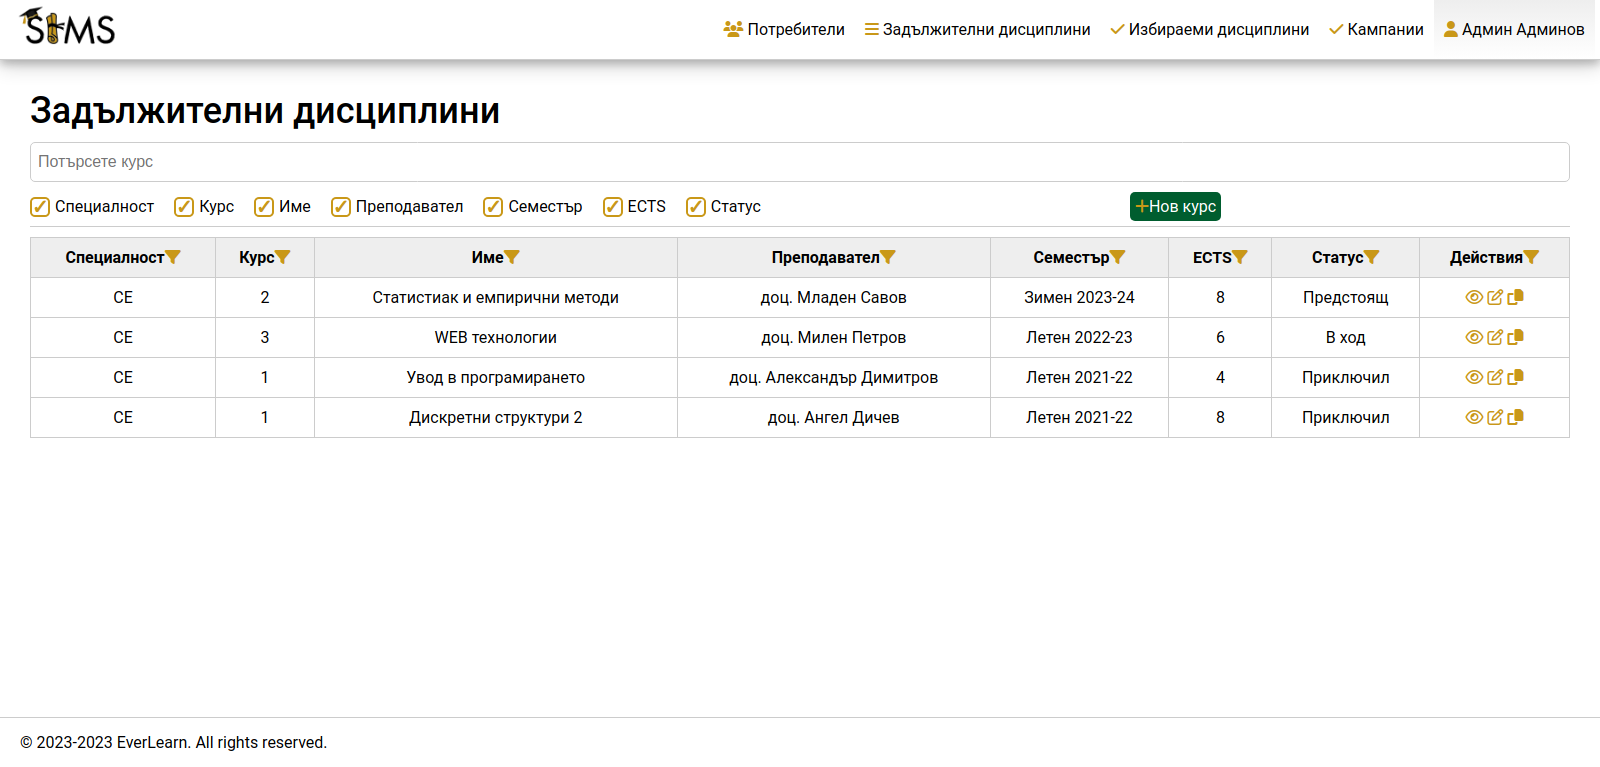 SIMS
Потребители Задължителни дисциплини Избираеми дисциплини Кампании Админ Админов
Задължителни дисциплини
Потърсете курс
Специалност Курс Име Преподавател Семестър ECTS Статус Нов курс
Специалност Курс Име Преподавател Семестър ECTS Статус Действия
CE 2 Статистиак и емпирични методи доц. Младен Савов Зимен 2023-24 8 Предстоящ
CE 3 WEB технологии доц. Милен Петров Летен 2022-23 6 В ход
CE 1 Увод в програмирането доц. Александър Димитров Летен 2021-22 4 Приключил
CE 1 Дискретни структури 2 доц. Ангел Дичев Летен 2021-22 8 Приключил
© 2023-2023 EverLearn. All rights reserved.